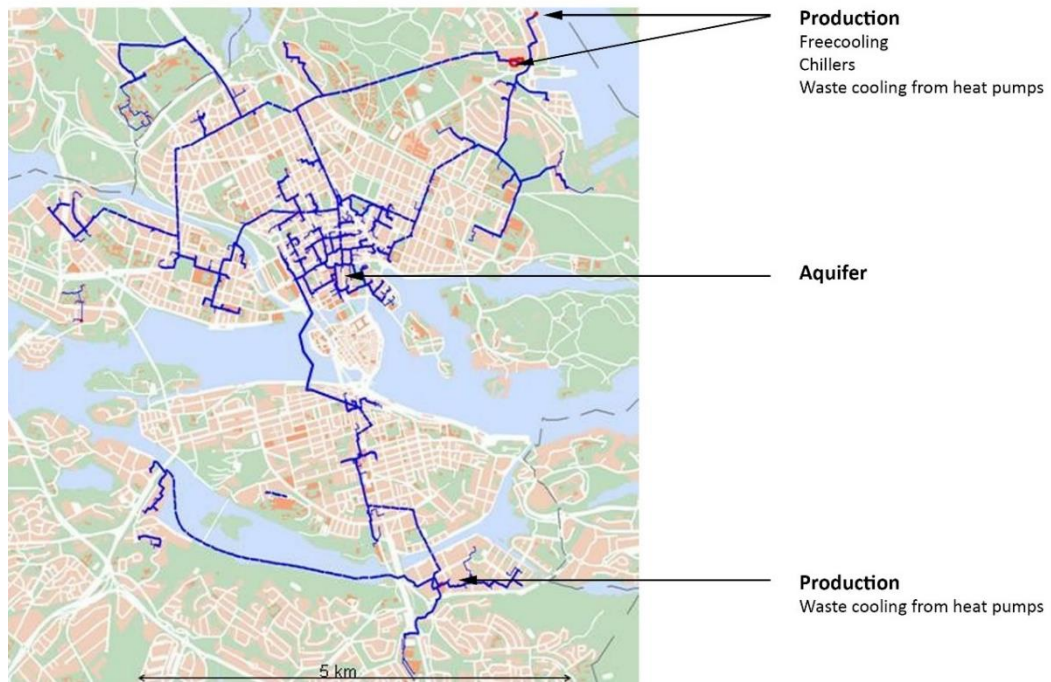 Production
Freecooling
Chillers
Waste cooling from heat pumps
Aquifer
Production
Waste cooling from heat pumps
5 km